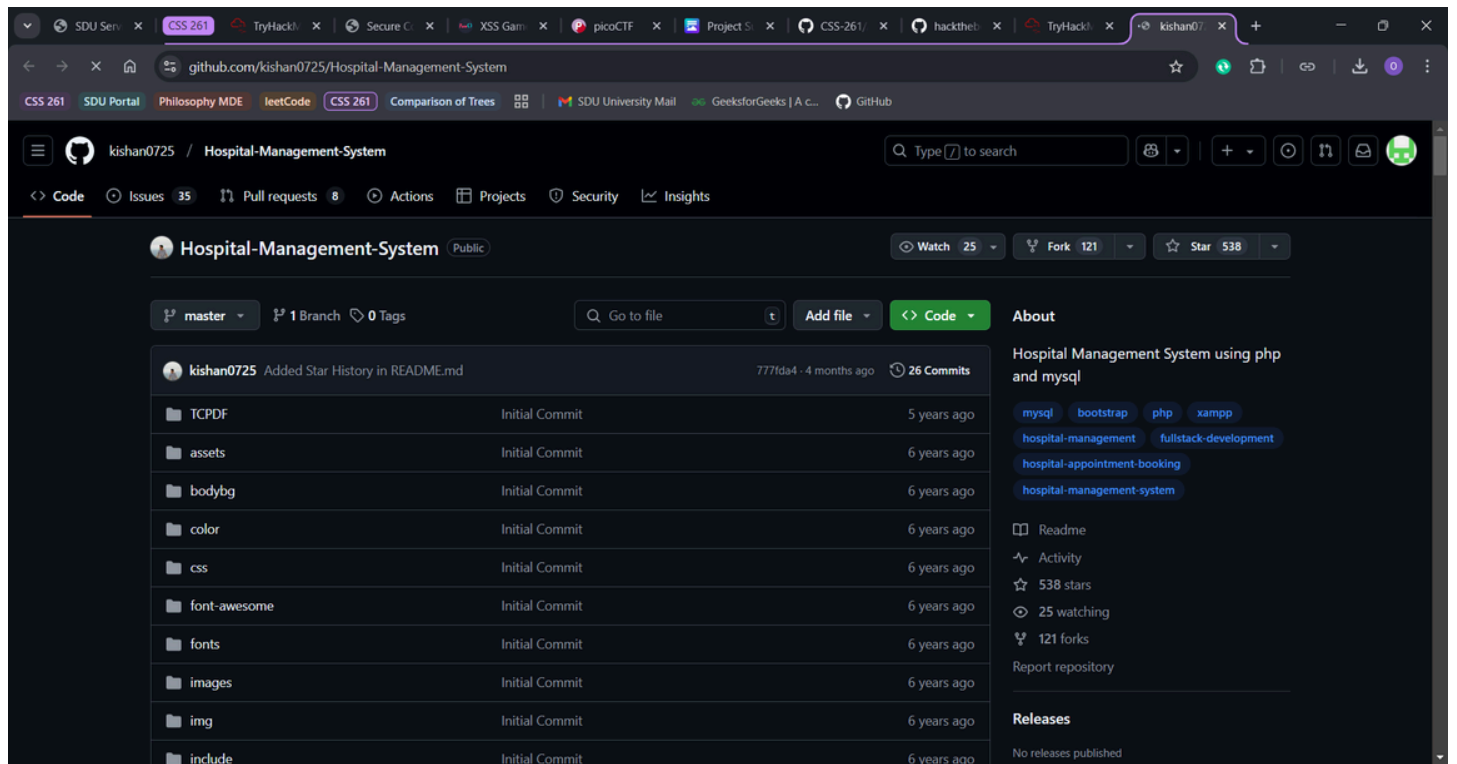 SDU Serv
CSS 261
TryHackM
Secure Co
XSS Game
picoCTF
Project S
CSS-261/
hacktheb
TryHackM
kishan07
github.com/kishan0725/Hospital-Management-System
CSS 261 SDU Portal Philosophy MDE leetCode CSS 261 Comparison of Trees SDU University Mail GeeksforGeeks | A c... GitHub
kishan0725 / Hospital-Management-System
Type / to search
Code Issues 35 Pull requests 8 Actions Projects Security Insights
Hospital-Management-System Public
Watch 25 Fork 121 Star 538
master 1 Branch 0 Tags Go to file t Add file Code
kishan0725 Added Star History in README.md 777fda4 · 4 months ago 26 Commits
TCPDF Initial Commit 5 years ago
assets Initial Commit 6 years ago
bodybg Initial Commit 6 years ago
color Initial Commit 6 years ago
css Initial Commit 6 years ago
font-awesome Initial Commit 6 years ago
fonts Initial Commit 6 years ago
images Initial Commit 6 years ago
img Initial Commit 6 years ago
include Initial Commit 6 years ago
About
Hospital Management System using php
and mysql
mysql bootstrap php xampp
hospital-management fullstack-development
hospital-appointment-booking
hospital-management-system
Readme
Activity
538 stars
25 watching
121 forks
Report repository
Releases
No releases published